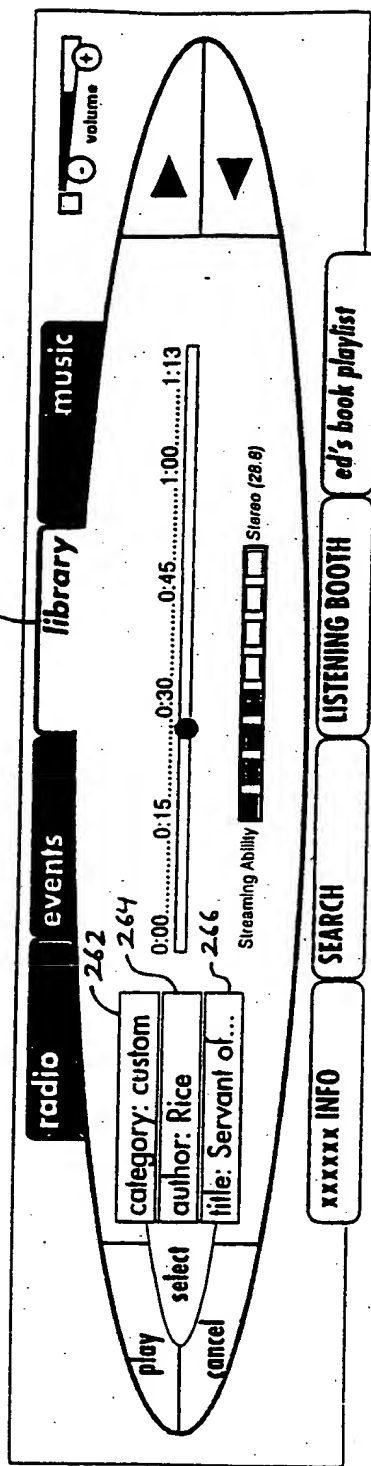 radio
events
library
music
volume
play
select
cancel
category: custom
262
author: Rice
264
title: Servant of...
266
0:00..........0:15..........0:30..........0:45..........1:00..........1:13
Streaming Ability
Stereo (28.8)
xxxxxx INFO
SEARCH
LISTENING BOOTH
ed's book playlist